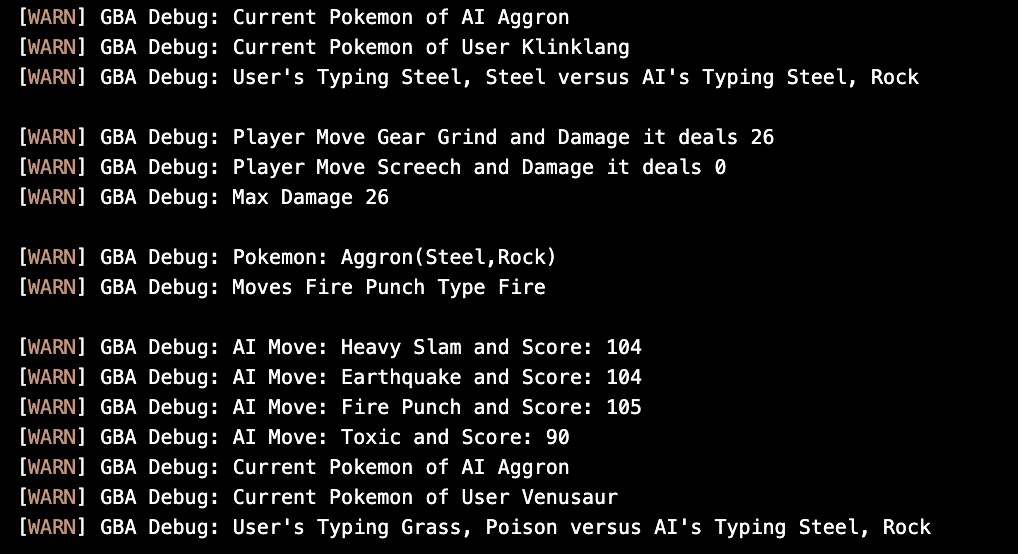 [WARN] GBA Debug: Current Pokemon of AI Aggron
[WARN] GBA Debug: Current Pokemon of User Klinklang
[WARN] GBA Debug: User's Typing Steel, Steel versus AI's Typing Steel, Rock
[WARN] GBA Debug: Player Move Gear Grind and Damage it deals 26
[WARN] GBA Debug: Player Move Screech and Damage it deals 0
[WARN] GBA Debug: Max Damage 26
[WARN] GBA Debug: Pokemon: Aggron(Steel,Rock)
[WARN] GBA Debug: Moves Fire Punch Type Fire
[WARN] GBA Debug: AI Move: Heavy Slam and Score: 104
[WARN] GBA Debug: AI Move: Earthquake and Score: 104
[WARN] GBA Debug: AI Move: Fire Punch and Score: 105
[WARN] GBA Debug: AI Move: Toxic and Score: 90
[WARN] GBA Debug: Current Pokemon of AI Aggron
[WARN] GBA Debug: Current Pokemon of User Venusaur
[WARN] GBA Debug: User's Typing Grass, Poison versus AI's Typing Steel, Rock